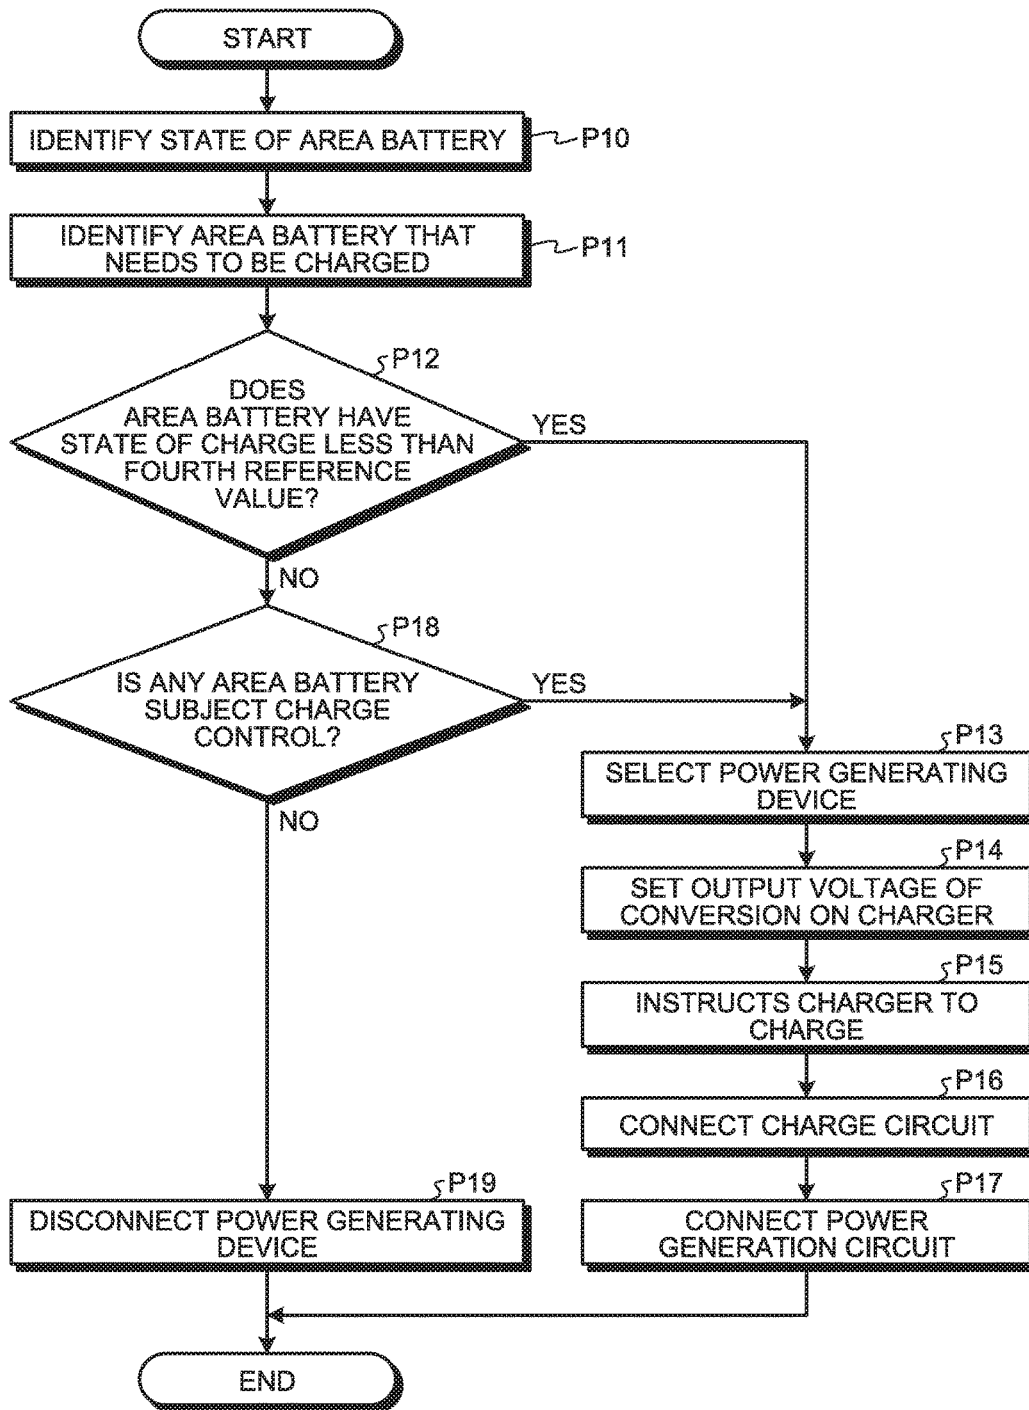 START
IDENTIFY STATE OF AREA BATTERY
P10
IDENTIFY AREA BATTERY THAT
NEEDS TO BE CHARGED
P11
P12
DOES
AREA BATTERY HAVE
STATE OF CHARGE LESS THAN
FOURTH REFERENCE
VALUE?
YES
NO
P18
IS ANY AREA BATTERY
SUBJECT CHARGE
CONTROL?
YES
NO
P13
SELECT POWER GENERATING
DEVICE
P14
SET OUTPUT VOLTAGE OF
CONVERSION ON CHARGER
P15
INSTRUCTS CHARGER TO
CHARGE
P16
CONNECT CHARGE CIRCUIT
P17
CONNECT POWER
GENERATION CIRCUIT
P19
DISCONNECT POWER GENERATING
DEVICE
END